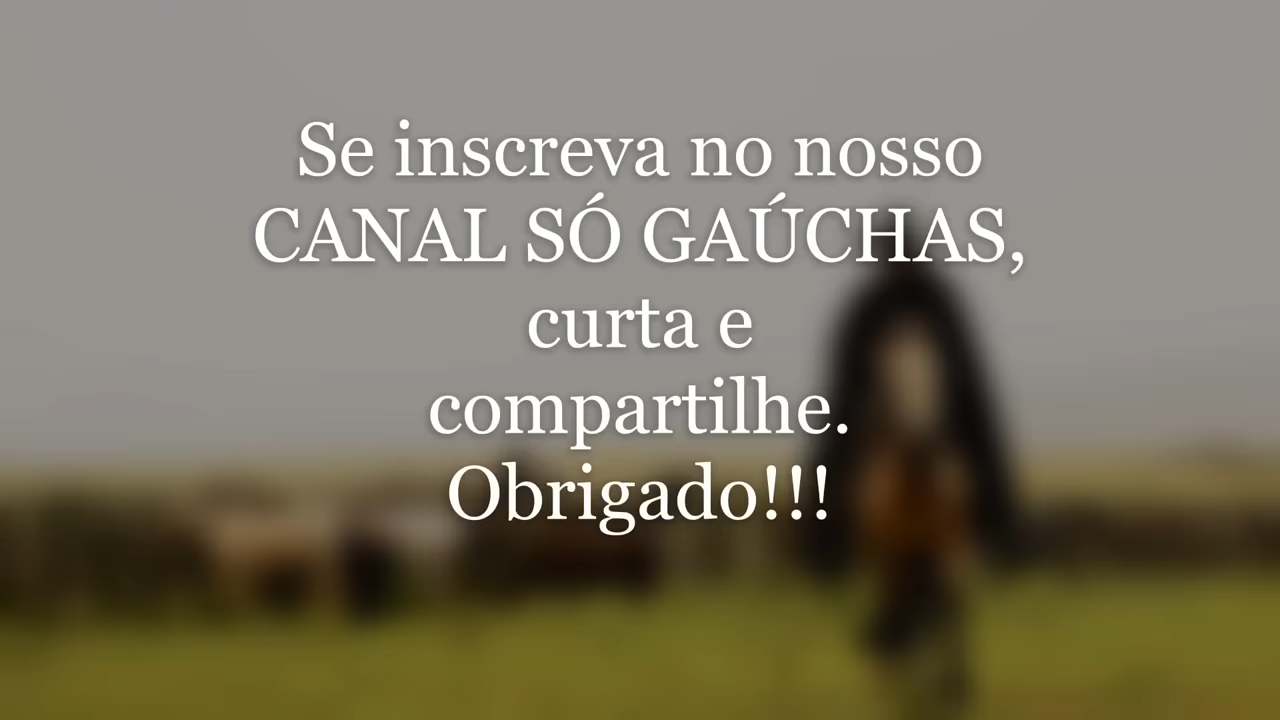 Se inscreva no nosso
CANAL SÓ GAÚCHAS,
curta e
compartilhe.
Obrigado!!!